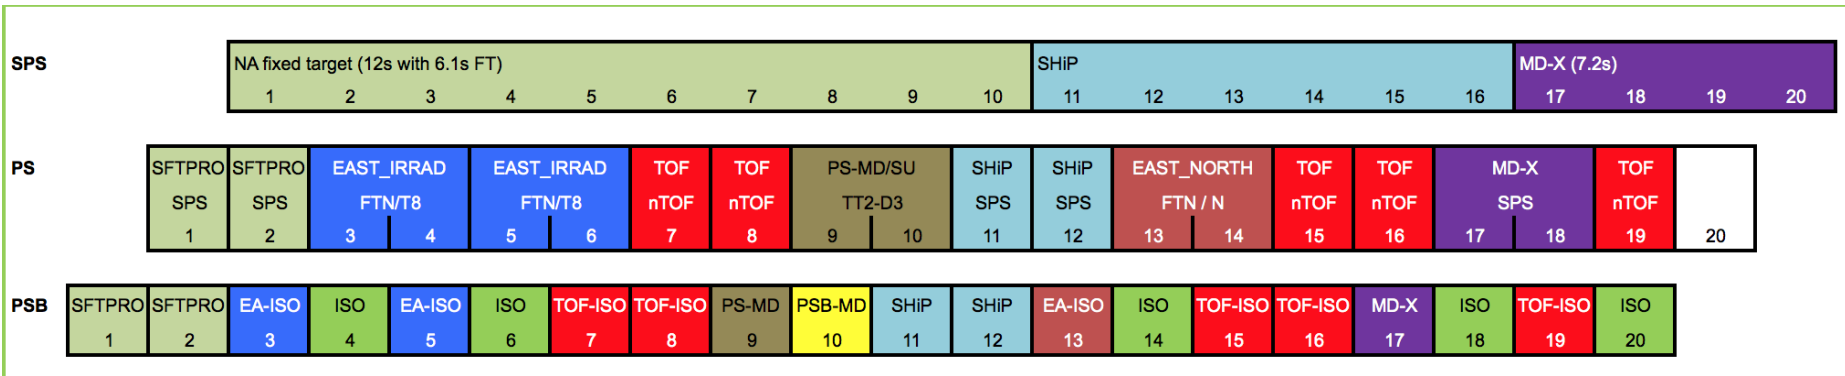 SPS NA fixed target (12s with 6.1s FT) SHiP MD-X (7.2s)
1 2 3 4 5 6 7 8 9 10 11 12 13 14 15 16 17 18 19 20
PS SFTPRO SFTPRO EAST_IRRAD EAST_IRRAD TOF TOF PS-MD/SU SHiP SHiP EAST_NORTH TOF TOF MD-X TOF
SPS SPS FTN/T8 FTN/T8 nTOF nTOF TT2-D3 SPS SPS FTN / N nTOF nTOF SPS nTOF
1 2 3 4 5 6 7 8 9 10 11 12 13 14 15 16 17 18 19 20
PSB SFTPRO SFTPRO EA-ISO ISO EA-ISO ISO TOF-ISO TOF-ISO PS-MD PSB-MD SHiP SHiP EA-ISO ISO TOF-ISO TOF-ISO MD-X ISO TOF-ISO ISO
1 2 3 4 5 6 7 8 9 10 11 12 13 14 15 16 17 18 19 20